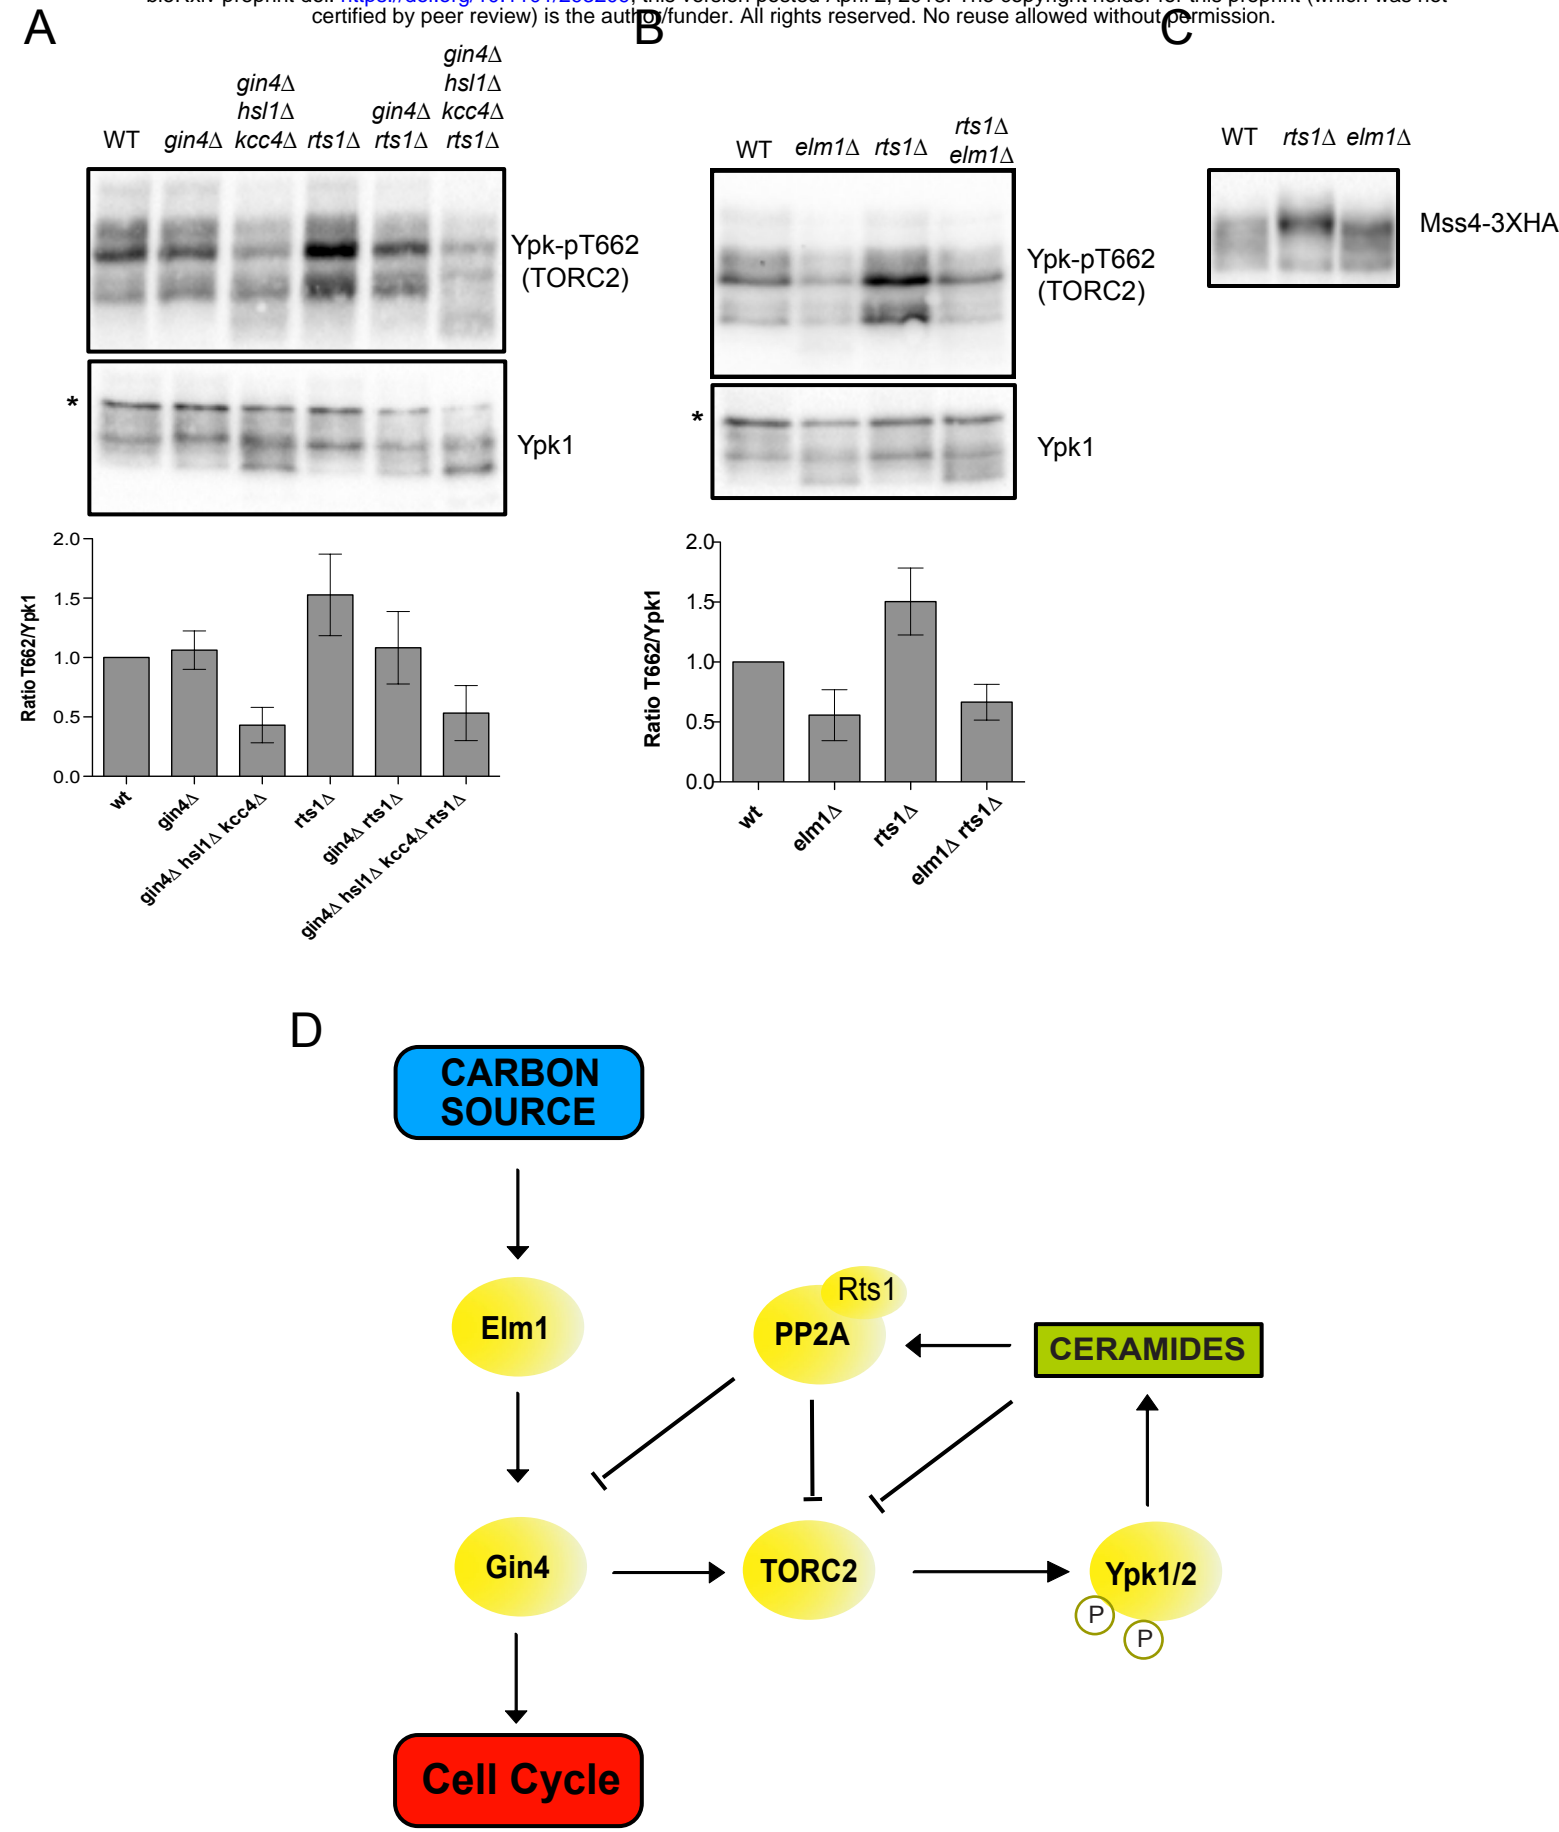 certified by peer review) is the author/funder. All rights reserved. No reuse allowed without permission.
A
WT
gin4Δ
gin4Δ
hsl1Δ
kcc4Δ
rts1Δ
gin4Δ
rts1Δ
gin4Δ
hsl1Δ
kcc4Δ
rts1Δ
Ypk-pT662
(TORC2)
*
Ypk1
2.0
1.5
1.0
0.5
0.0
Ratio T662/Ypk1
wt
gin4Δ
gin4Δ hsl1Δ kcc4Δ
rts1Δ
gin4Δ rts1Δ
gin4Δ hsl1Δ kcc4Δ rts1Δ
B
WT
elm1Δ
rts1Δ
rts1Δ
elm1Δ
Ypk-pT662
(TORC2)
*
Ypk1
2.0
1.5
1.0
0.5
0.0
Ratio T662/Ypk1
wt
elm1Δ
rts1Δ
elm1Δ rts1Δ
C
WT
rts1Δ
elm1Δ
Mss4-3XHA
D
CARBON
SOURCE
Elm1
Rts1
PP2A
CERAMIDES
Gin4
TORC2
Ypk1/2
P
P
Cell Cycle